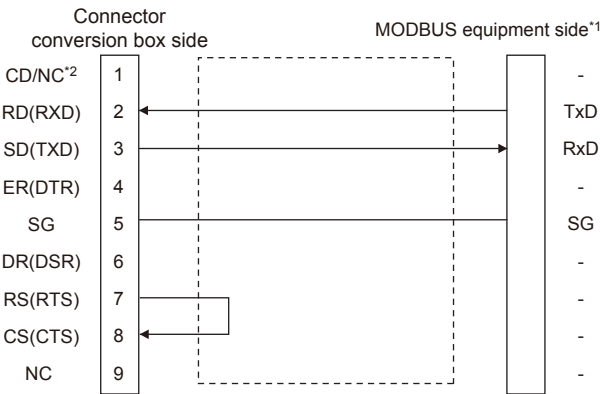 Connector
conversion box side
MODBUS equipment side*1
CD/NC*2 1 -
RD(RXD) 2 TxD
SD(TXD) 3 RxD
ER(DTR) 4 -
SG 5 SG
DR(DSR) 6 -
RS(RTS) 7 -
CS(CTS) 8 -
NC 9 -